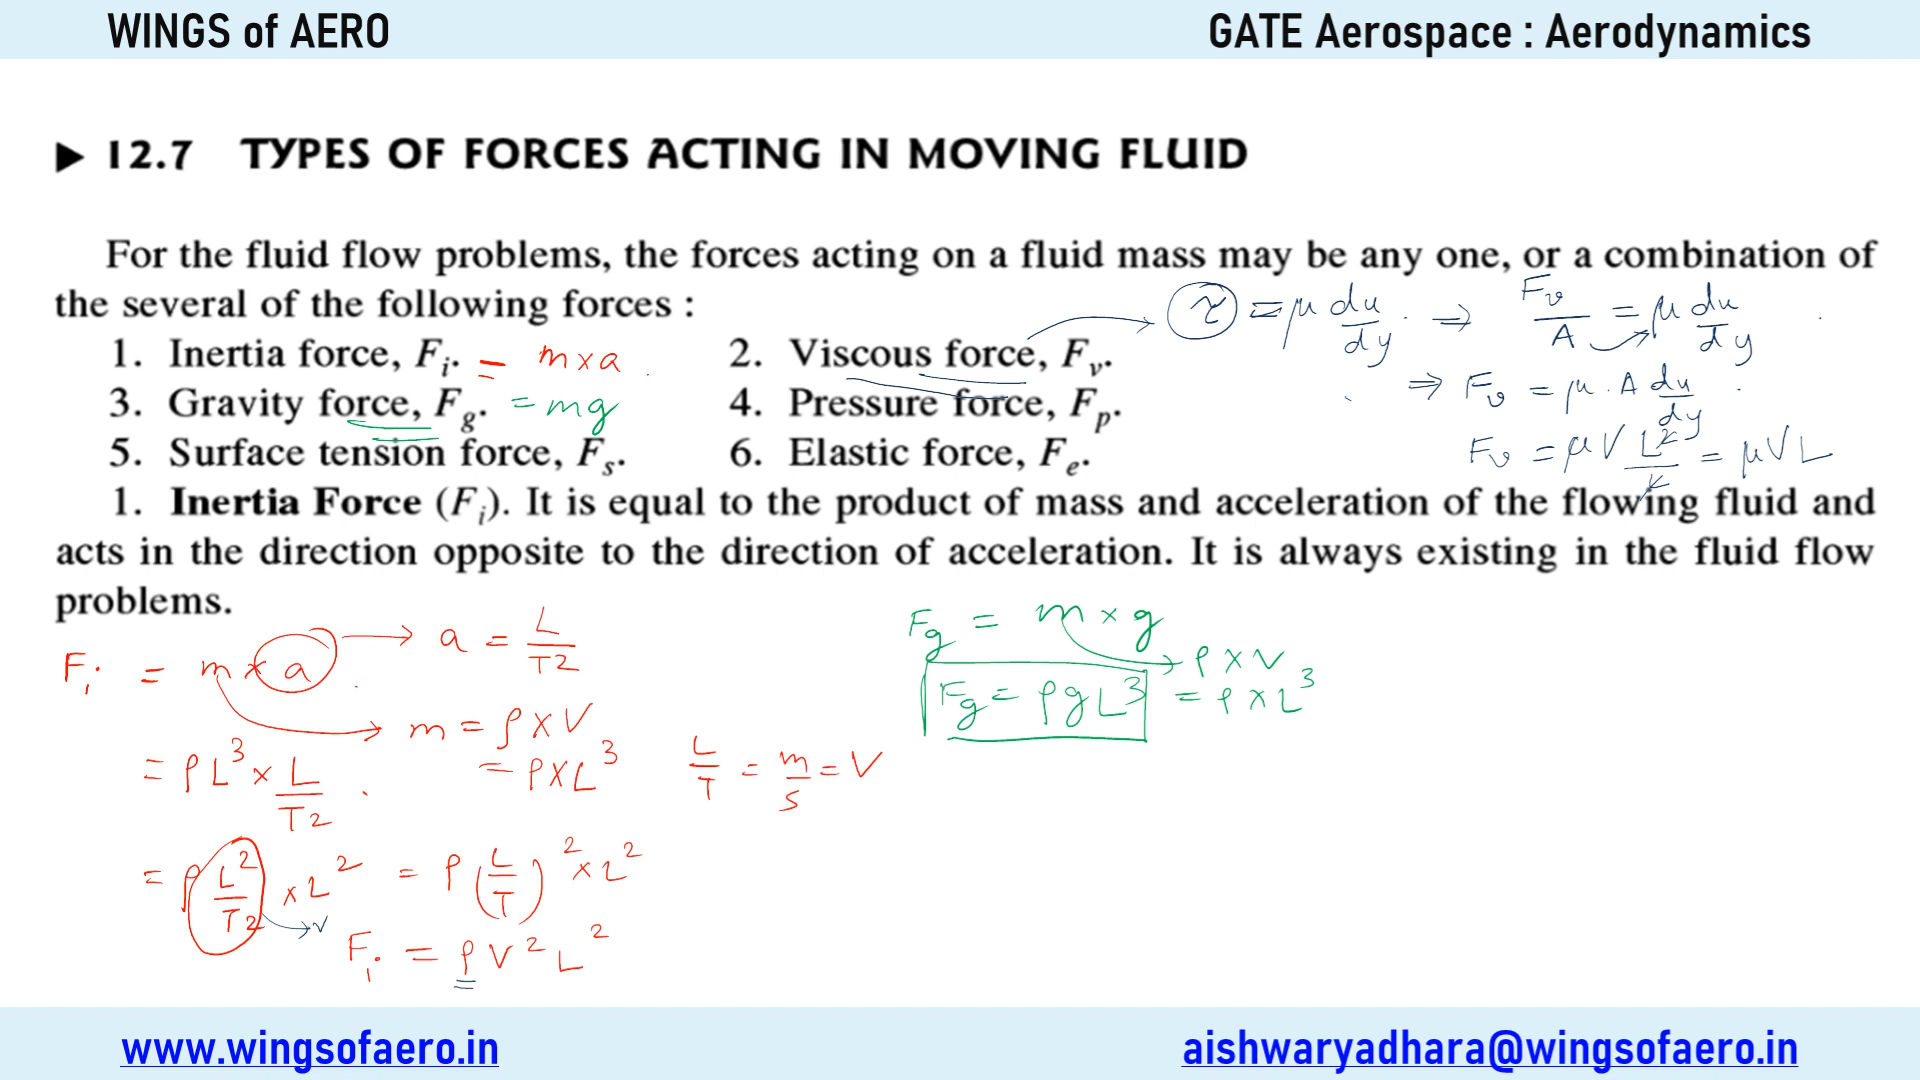 WINGS of AERO
GATE Aerospace : Aerodynamics
▶ 12.7 TYPES OF FORCES ACTING IN MOVING FLUID
For the fluid flow problems, the forces acting on a fluid mass may be any one, or a combination of
the several of the following forces :
1. Inertia force, Fi. = m×a
2. Viscous force, Fv.
3. Gravity force, Fg. = mg
4. Pressure force, Fp.
5. Surface tension force, Fs.
6. Elastic force, Fe.
τ = μ du/dy ⇒ Fv/A = μ du/dy
⇒ Fv = μ . A du/dy
Fv = μ V L²/L = μVL
1. Inertia Force (Fi). It is equal to the product of mass and acceleration of the flowing fluid and
acts in the direction opposite to the direction of acceleration. It is always existing in the fluid flow
problems.
Fi = m × a → a = L/T2
m = ρ × V
= ρL³ × L/T2
= ρ×L³
L/T = m/s = V
= ρ L²/T2 × L² = ρ (L/T)² × L²
→ V
Fi = ρ V² L²
Fg = m × g
→ ρ × V
Fg = ρgL³ = ρ × L³
www.wingsofaero.in
aishwaryadhara@wingsofaero.in